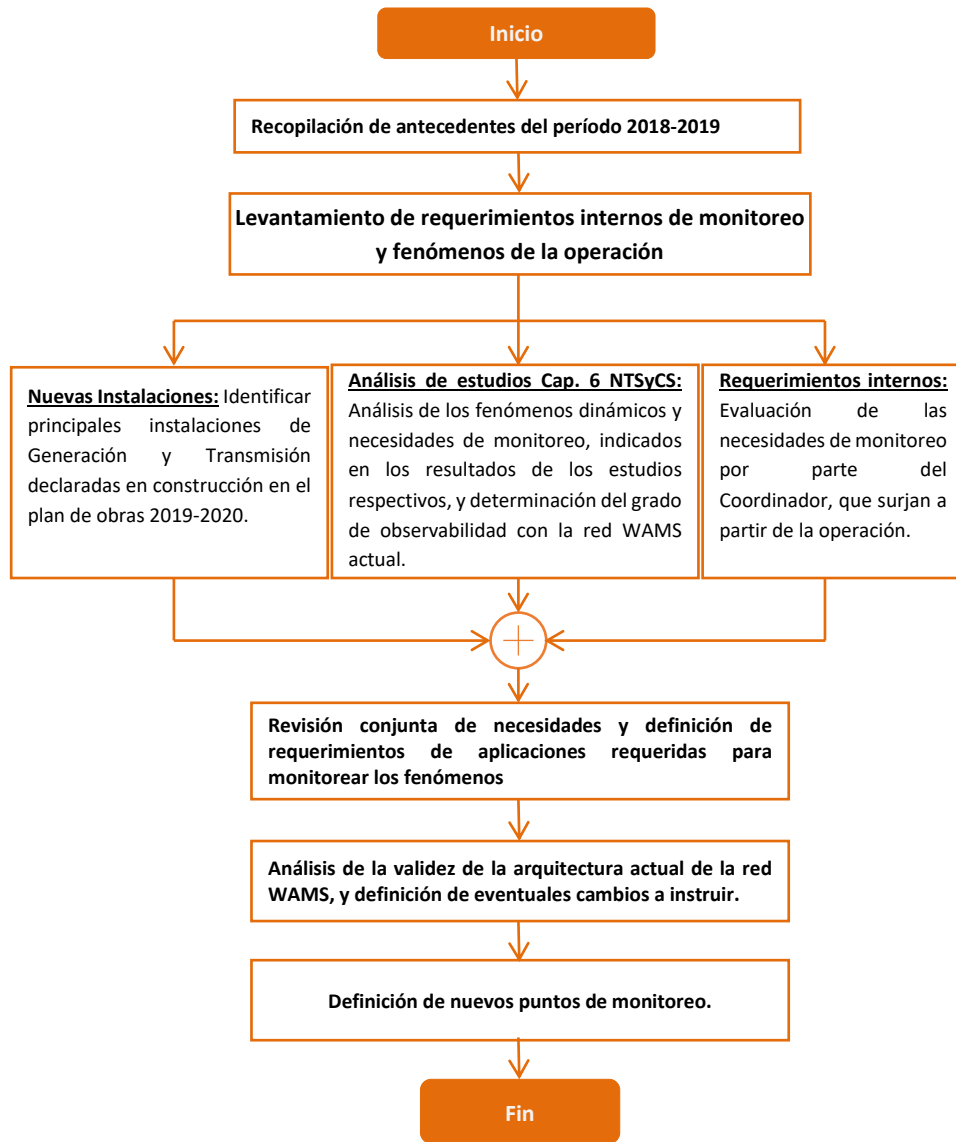 Inicio
Recopilación de antecedentes del período 2018-2019
Levantamiento de requerimientos internos de monitoreo
y fenómenos de la operación
Nuevas Instalaciones: Identificar
principales instalaciones de
Generación y Transmisión
declaradas en construcción en el
plan de obras 2019-2020.
Análisis de estudios Cap. 6 NTSyCS:
Análisis de los fenómenos dinámicos y
necesidades de monitoreo, indicados
en los resultados de los estudios
respectivos, y determinación del grado
de observabilidad con la red WAMS
actual.
Requerimientos internos:
Evaluación de las
necesidades de monitoreo
por parte del
Coordinador, que surjan a
partir de la operación.
Revisión conjunta de necesidades y definición de
requerimientos de aplicaciones requeridas para
monitorear los fenómenos
Análisis de la validez de la arquitectura actual de la red
WAMS, y definición de eventuales cambios a instruir.
Definición de nuevos puntos de monitoreo.
Fin